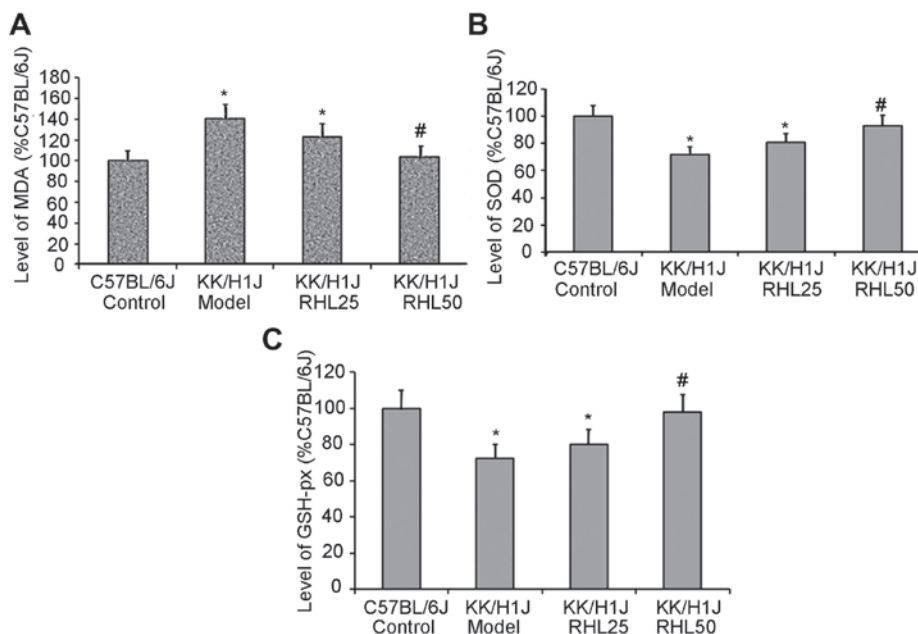 A
Level of MDA (%C57BL/6J)
180
160
140
120
100
80
60
40
20
0
*
*
#
C57BL/6J KK/H1J KK/H1J KK/H1J
Control Model RHL25 RHL50
B
Level of SOD (%C57BL/6J)
120
100
80
60
40
20
0
*
*
#
C57BL/6J KK/H1J KK/H1J KK/H1J
Control Model RHL25 RHL50
C
Level of GSH-px (%C57BL/6J)
120
100
80
60
40
20
0
*
*
#
C57BL/6J KK/H1J KK/H1J KK/H1J
Control Model RHL25 RHL50